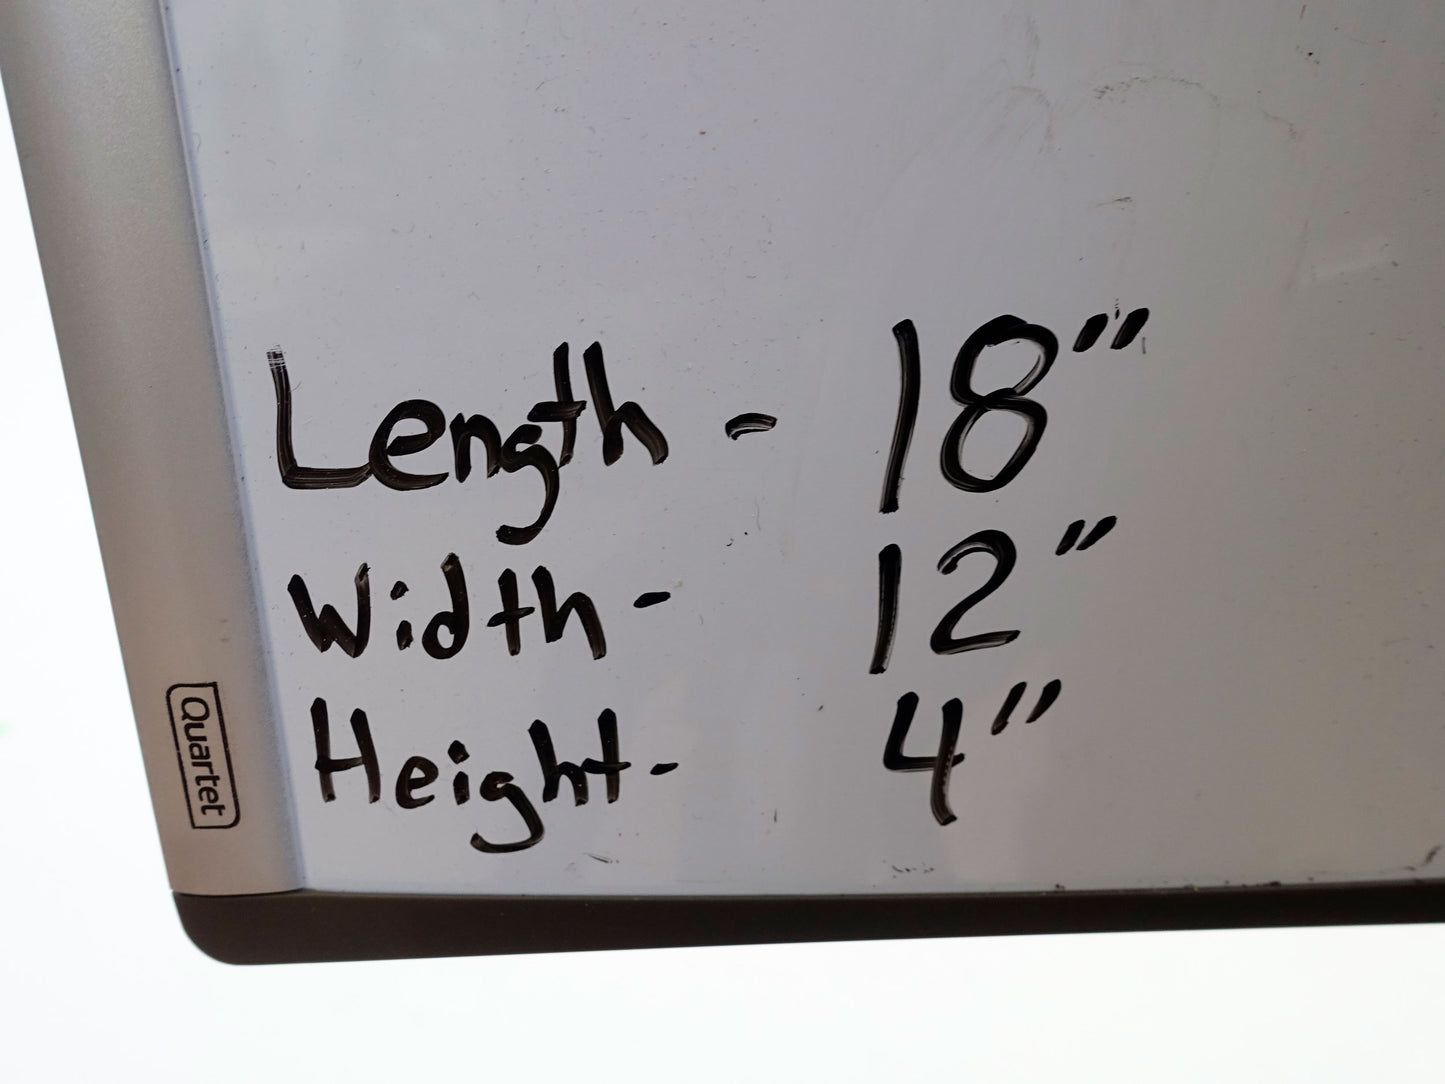 Length - 18"
Width - 12"
Height - 4"
Quartet